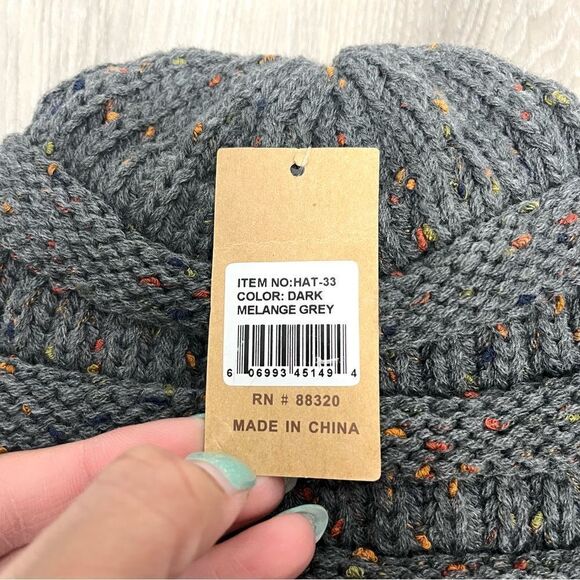 ITEM NO:HAT-33
COLOR: DARK
MELANGE GREY
6 06993 45149 4
RN # 88320
MADE IN CHINA